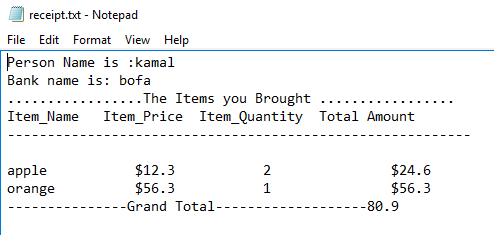 receipt.txt - Notepad
File Edit Format View Help
Person Name is :kamal
Bank name is: bofa
.................The Items you Brought .................
Item_Name   Item_Price  Item_Quantity  Total Amount
----------------------------------------------------------
apple           $12.3           2               $24.6
orange          $56.3           1               $56.3
---------------Grand Total-------------------80.9